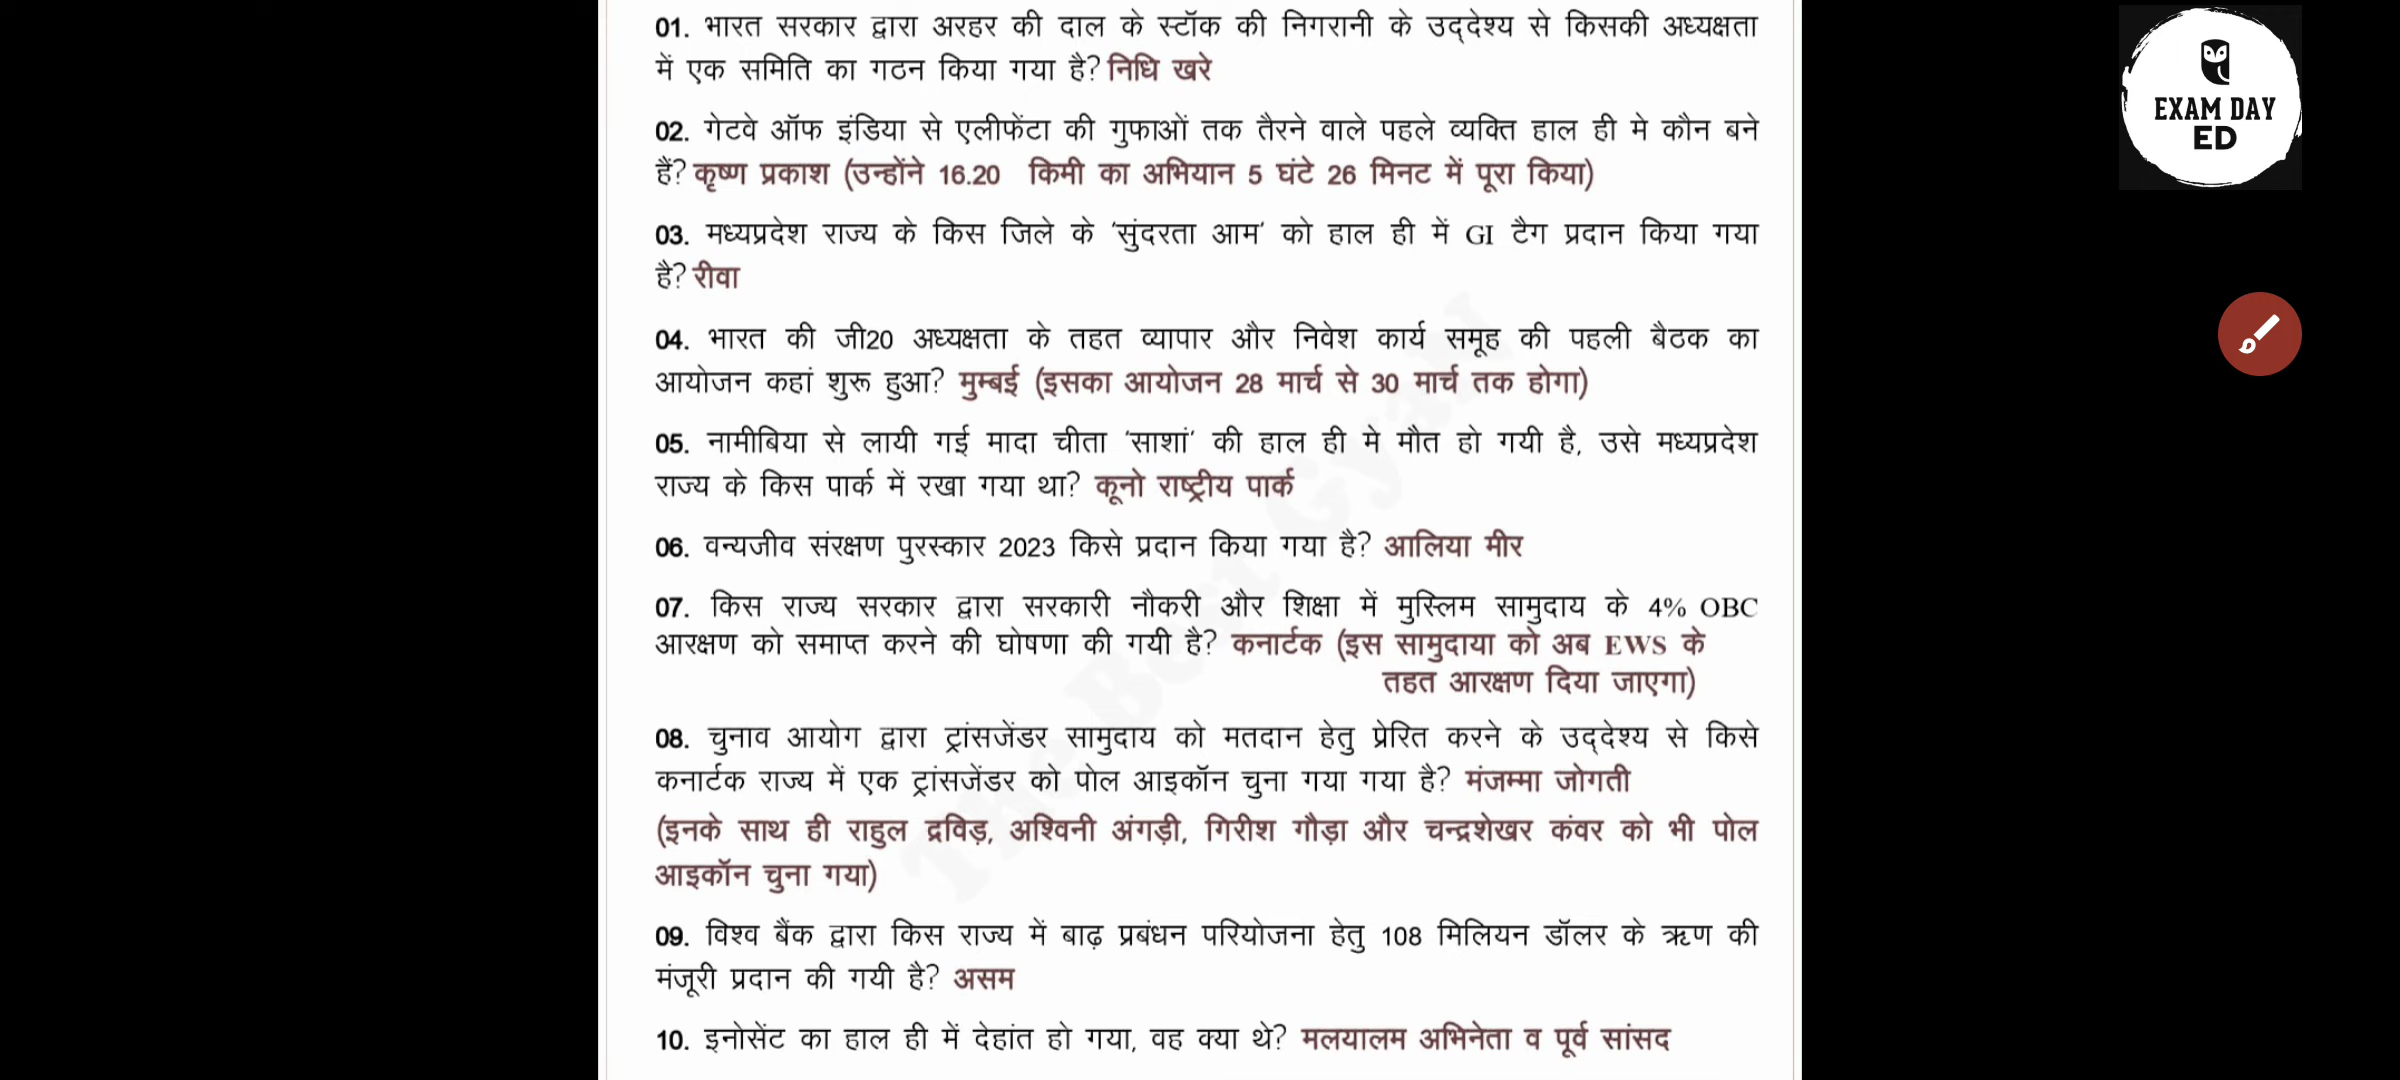 01. भारत सरकार द्वारा अरहर की दाल के स्टॉक की निगरानी के उद्‌देश्य से किसकी अध्यक्षता
में एक समिति का गठन किया गया है? निधि खरे
02. गेटवे ऑफ इंडिया से एलीफेंटा की गुफाओं तक तैरने वाले पहले व्यक्ति हाल ही मे कौन बने
हैं? कृष्ण प्रकाश (उन्होंने 16.20 किमी का अभियान 5 घंटे 26 मिनट में पूरा किया)
03. मध्यप्रदेश राज्य के किस जिले के 'सुंदरता आम' को हाल ही में GI टैग प्रदान किया गया
है? रीवा
04. भारत की जी20 अध्यक्षता के तहत व्यापार और निवेश कार्य समूह की पहली बैठक का
आयोजन कहां शुरू हुआ? मुम्बई (इसका आयोजन 28 मार्च से 30 मार्च तक होगा)
05. नामीबिया से लायी गई मादा चीता 'साशां' की हाल ही मे मौत हो गयी है, उसे मध्यप्रदेश
राज्य के किस पार्क में रखा गया था? कूनो राष्ट्रीय पार्क
06. वन्यजीव संरक्षण पुरस्कार 2023 किसे प्रदान किया गया है? आलिया मीर
07. किस राज्य सरकार द्वारा सरकारी नौकरी और शिक्षा में मुस्लिम सामुदाय के 4% OBC
आरक्षण को समाप्त करने की घोषणा की गयी है? कनार्टक (इस सामुदाया को अब EWS के
तहत आरक्षण दिया जाएगा)
08. चुनाव आयोग द्वारा ट्रांसजेंडर सामुदाय को मतदान हेतु प्रेरित करने के उद्‌देश्य से किसे
कनार्टक राज्य में एक ट्रांसजेंडर को पोल आइकॉन चुना गया गया है? मंजम्मा जोगती
(इनके साथ ही राहुल द्रविड़, अश्विनी अंगड़ी, गिरीश गौड़ा और चन्द्रशेखर कंवर को भी पोल
आइकॉन चुना गया)
09. विश्व बैंक द्वारा किस राज्य में बाढ़ प्रबंधन परियोजना हेतु 108 मिलियन डॉलर के ऋण की
मंजूरी प्रदान की गयी है? असम
10. इनोसेंट का हाल ही में देहांत हो गया, वह क्या थे? मलयालम अभिनेता व पूर्व सांसद
The Best Gyan
EXAM DAY
ED